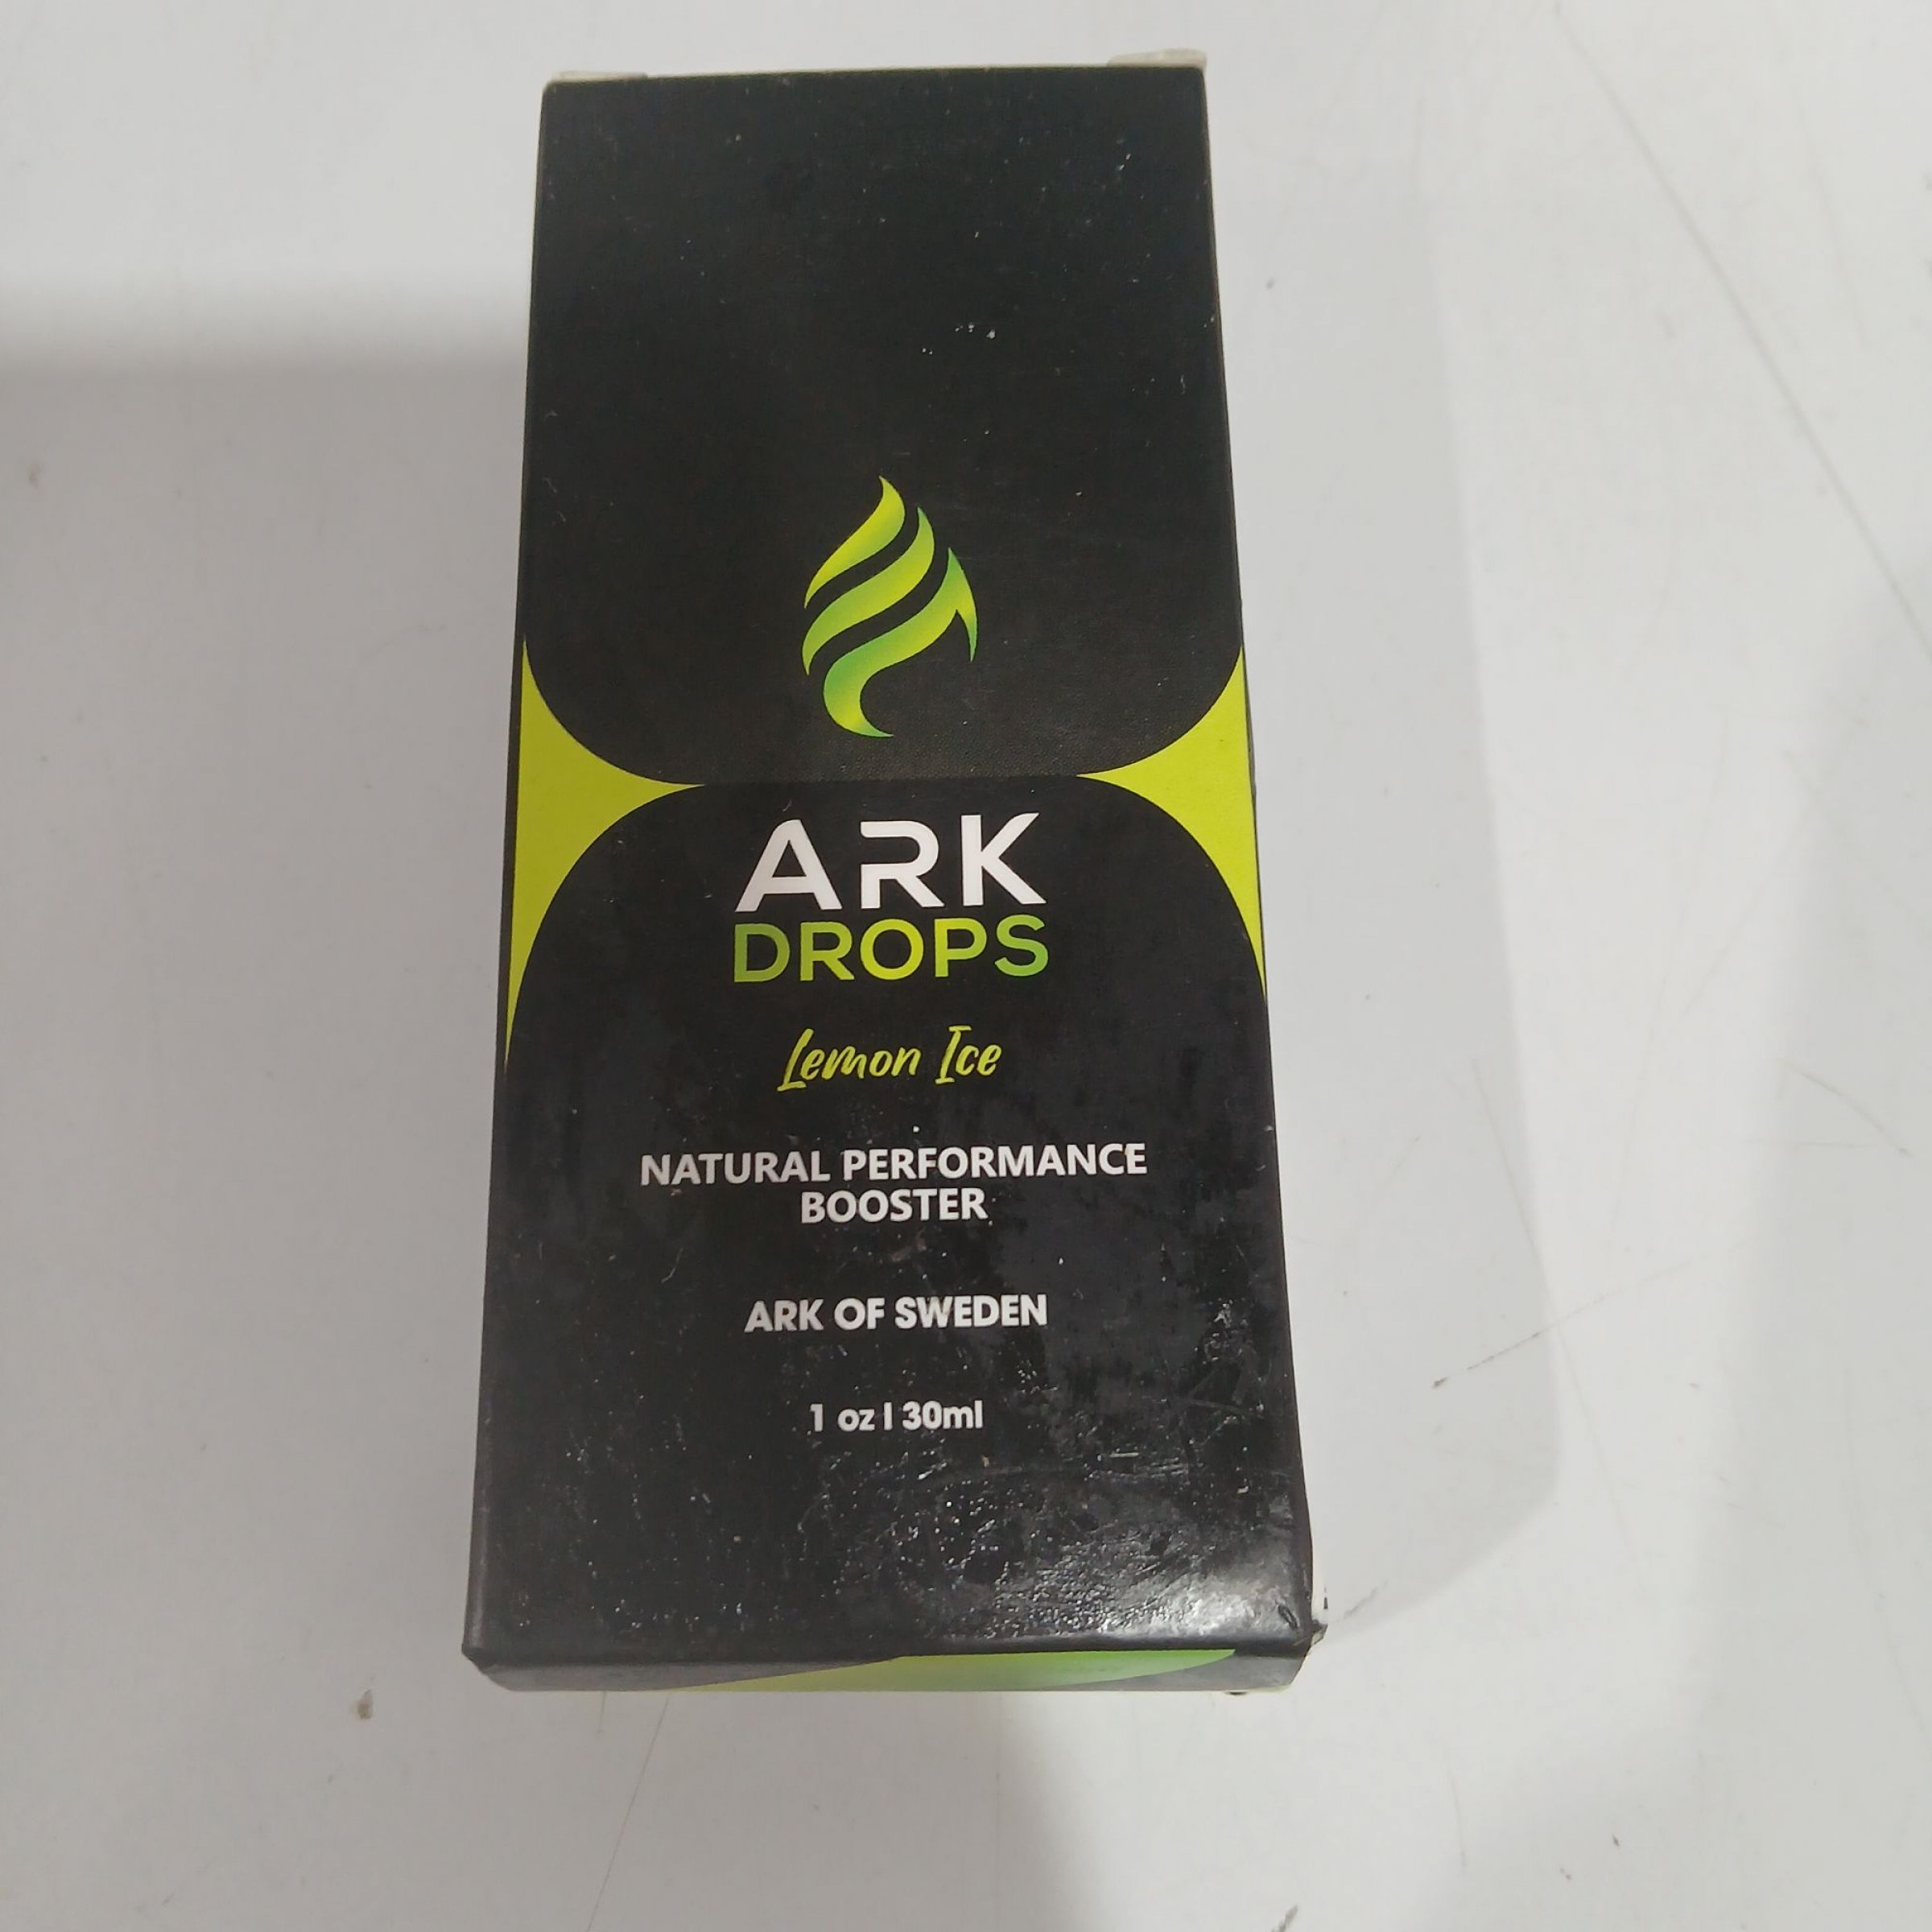 ARK
DROPS
Lemon Ice
NATURAL PERFORMANCE
BOOSTER
ARK OF SWEDEN
1 oz | 30ml